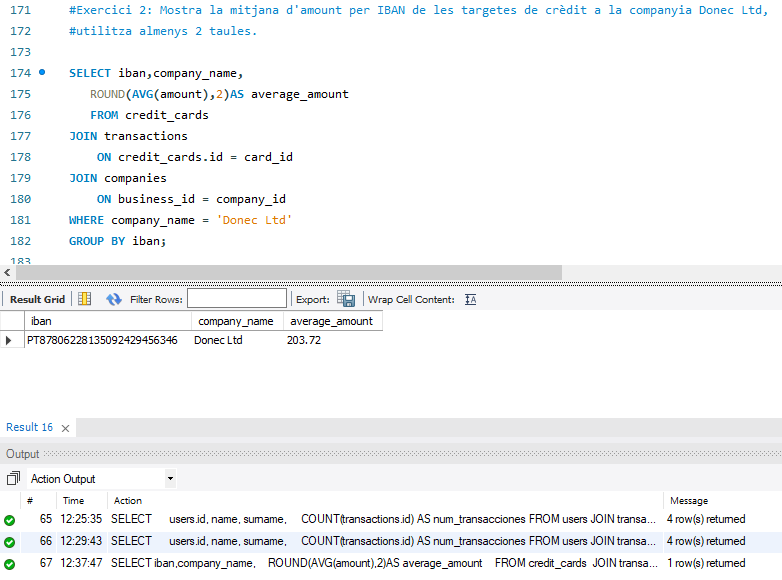 171 #Exercici 2: Mostra la mitjana d'amount per IBAN de les targetes de crèdit a la companyia Donec Ltd,
172 #utilitza almenys 2 taules.
173
174 SELECT iban,company_name,
175 ROUND(AVG(amount),2)AS average_amount
176 FROM credit_cards
177 JOIN transactions
178 ON credit_cards.id = card_id
179 JOIN companies
180 ON business_id = company_id
181 WHERE company_name = 'Donec Ltd'
182 GROUP BY iban;
183
Result Grid Filter Rows: Export: Wrap Cell Content:
iban company_name average_amount
PT87806228135092429456346 Donec Ltd 203.72
Result 16
Output
Action Output
# Time Action Message
65 12:25:35 SELECT users.id, name, surname, COUNT(transactions.id) AS num_transacciones FROM users JOIN transa... 4 row(s) returned
66 12:29:43 SELECT users.id, name, surname, COUNT(transactions.id) AS num_transacciones FROM users JOIN transa... 4 row(s) returned
67 12:37:47 SELECT iban,company_name, ROUND(AVG(amount),2)AS average_amount FROM credit_cards JOIN transa... 1 row(s) returned